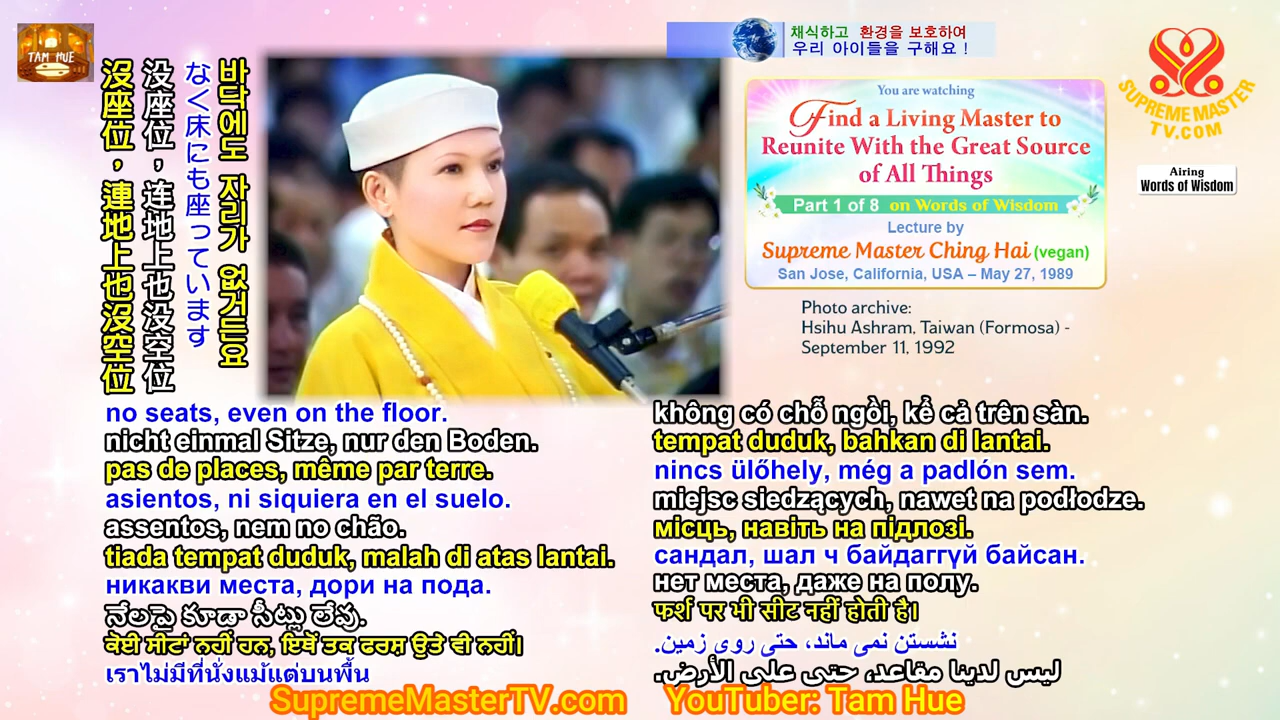 TAM HUE
沒座位，連地上也沒空位
没座位，连地上也没空位
なく床にも座っています
바닥에도 자리가 없거든요
채식하고 환경을 보호하여
우리 아이들을 구해요 !
You are watching
Find a Living Master to
Reunite With the Great Source
of All Things
Part 1 of 8 on Words of Wisdom
Lecture by
Supreme Master Ching Hai (vegan)
San Jose, California, USA – May 27, 1989
Photo archive:
Hsihu Ashram, Taiwan (Formosa) -
September 11, 1992
SUPREME MASTER
TV.COM
Airing
Words of Wisdom
no seats, even on the floor.
nicht einmal Sitze, nur den Boden.
pas de places, même par terre.
asientos, ni siquiera en el suelo.
assentos, nem no chão.
tiada tempat duduk, malah di atas lantai.
никакви места, дори на пода.
నేలపై కూడా సీట్లు లేవు.
ਕੋਈ ਸੀਟਾਂ ਨਹੀਂ ਹਨ, ਇਥੋਂ ਤਕ ਫਰਸ਼ ਉਤੇ ਵੀ ਨਹੀਂ।
เราไม่มีที่นั่งแม้แต่บนพื้น
không có chỗ ngồi, kể cả trên sàn.
tempat duduk, bahkan di lantai.
nincs ülőhely, még a padlón sem.
miejsc siedzących, nawet na podłodze.
місць, навіть на підлозі.
сандал, шал ч байдаггүй байсан.
нет места, даже на полу.
फर्श पर भी सीट नहीं होती है।
نشستن نمی ماند، حتی روی زمین.
ليس لدينا مقاعد، حتى على الأرض.
SupremeMasterTV.com
YouTuber: Tam Hue